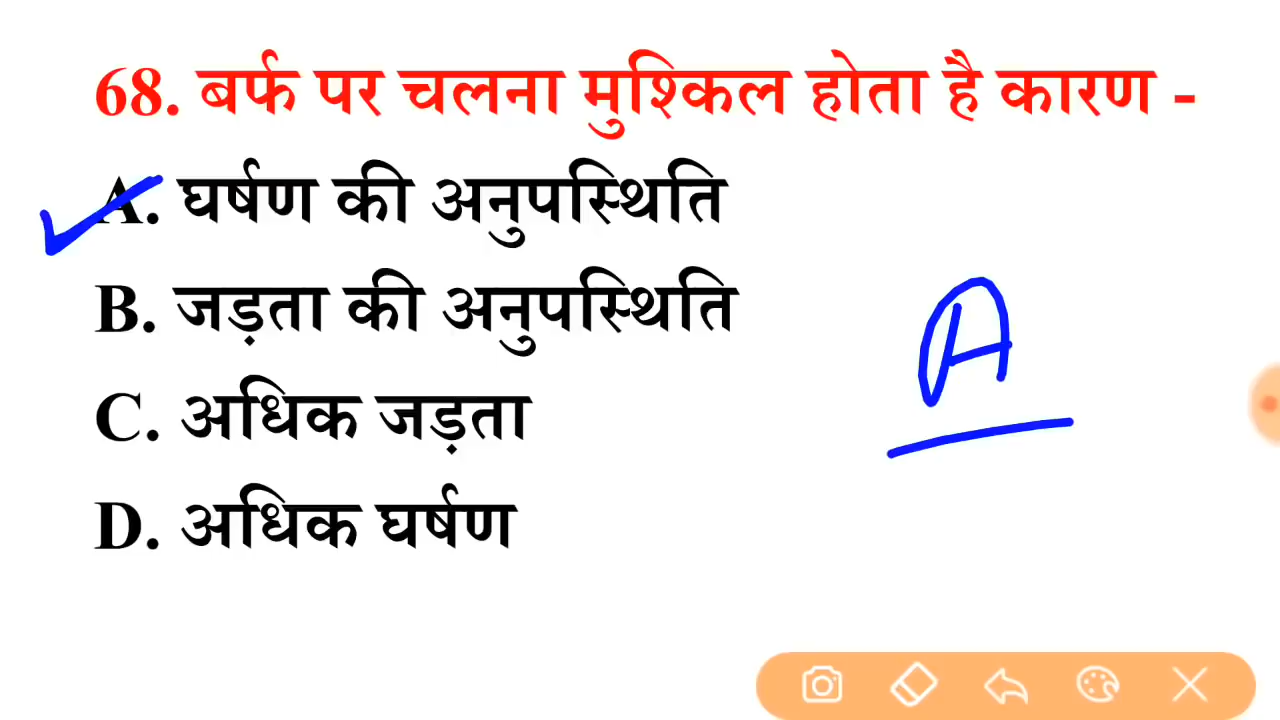 68. बर्फ पर चलना मुश्किल होता है कारण -
A. घर्षण की अनुपस्थिति
B. जड़ता की अनुपस्थिति
A
C. अधिक जड़ता
D. अधिक घर्षण